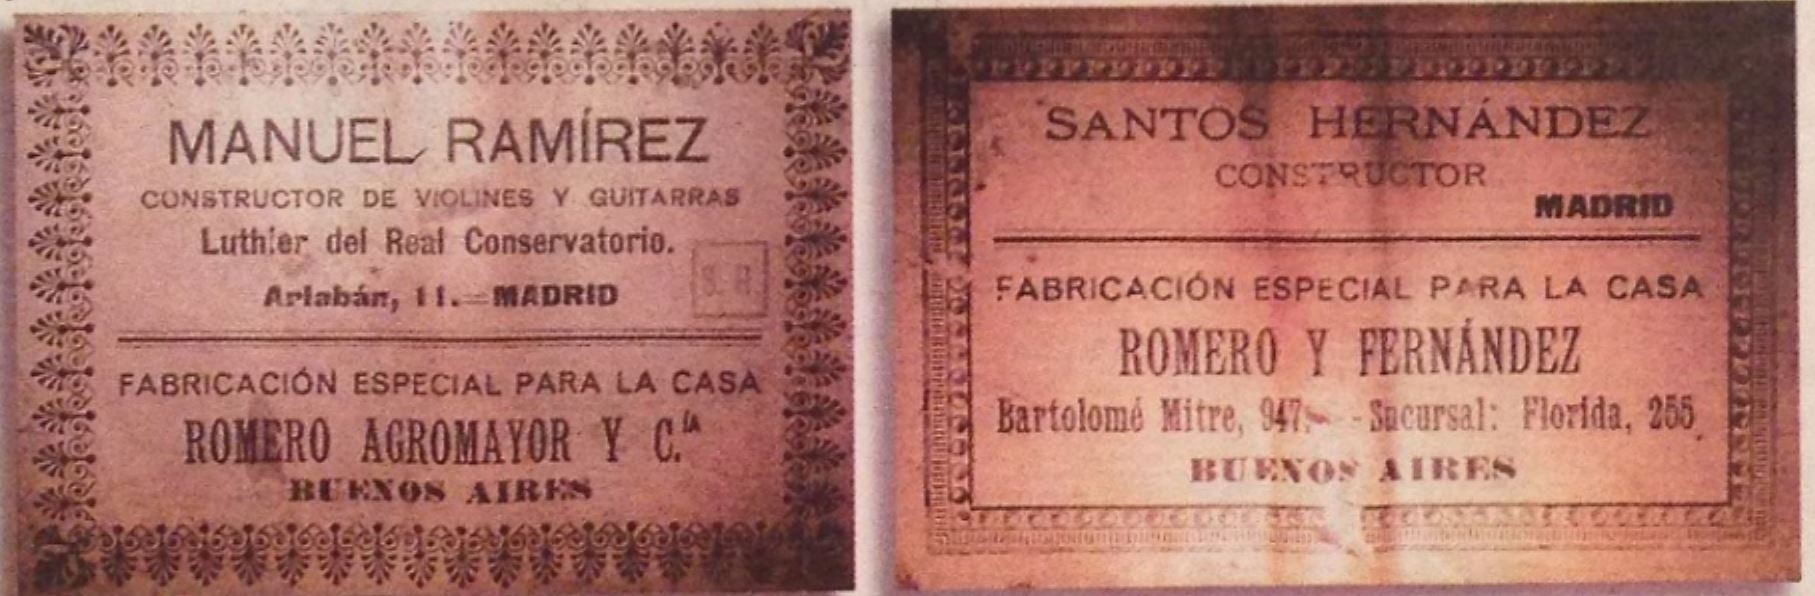 MANUEL RAMÍREZ
CONSTRUCTOR DE VIOLINES Y GUITARRAS
Luthier del Real Conservatorio.
Arlabán, 11.=MADRID
FABRICACIÓN ESPECIAL PARA LA CASA
ROMERO AGROMAYOR Y C.ÍA
BUENOS AIRES
SANTOS HERNÁNDEZ
CONSTRUCTOR
MADRID
FABRICACIÓN ESPECIAL PARA LA CASA
ROMERO Y FERNÁNDEZ
Bartolomé Mitre, 947.- -Sucursal: Florida, 255
BUENOS AIRES